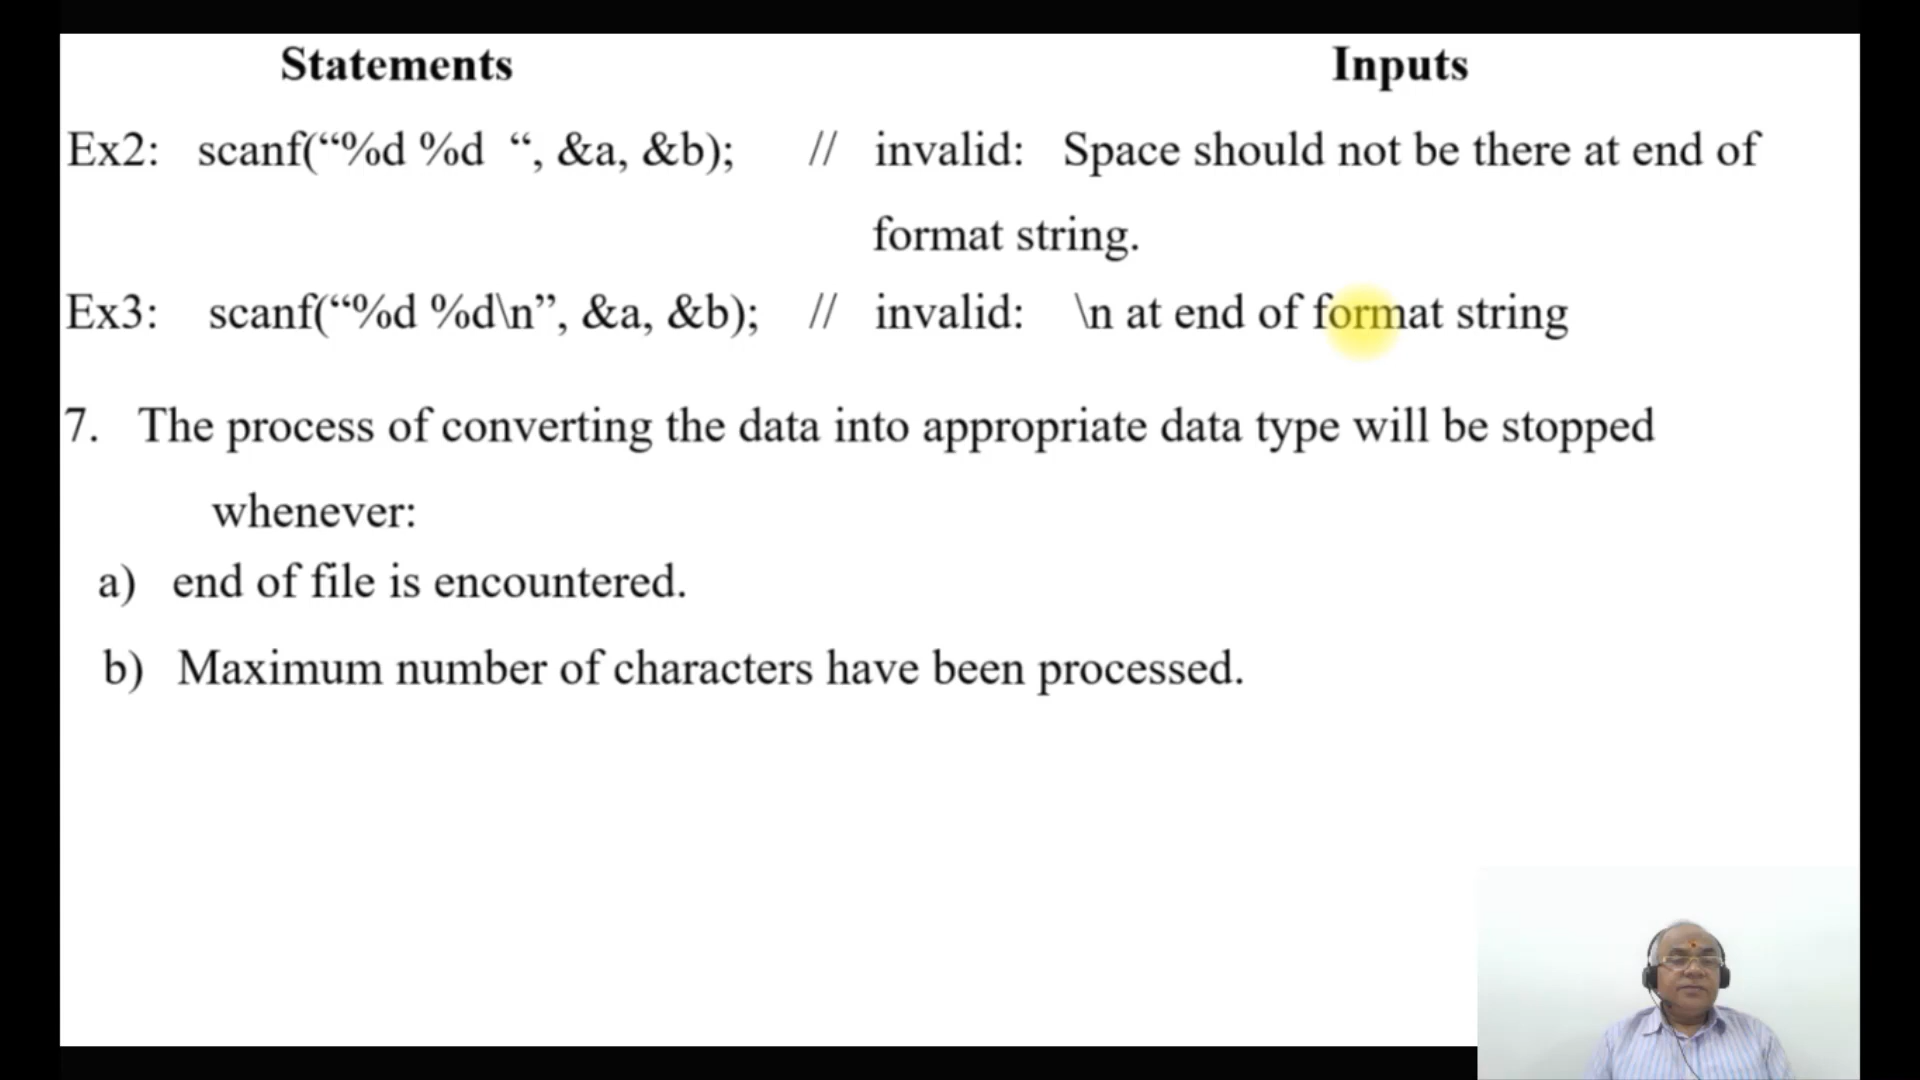 Statements Inputs
Ex2: scanf(“%d %d “, &a, &b); // invalid: Space should not be there at end of
format string.
Ex3: scanf(“%d %d\n”, &a, &b); // invalid: \n at end of format string
7. The process of converting the data into appropriate data type will be stopped
whenever:
a) end of file is encountered.
b) Maximum number of characters have been processed.